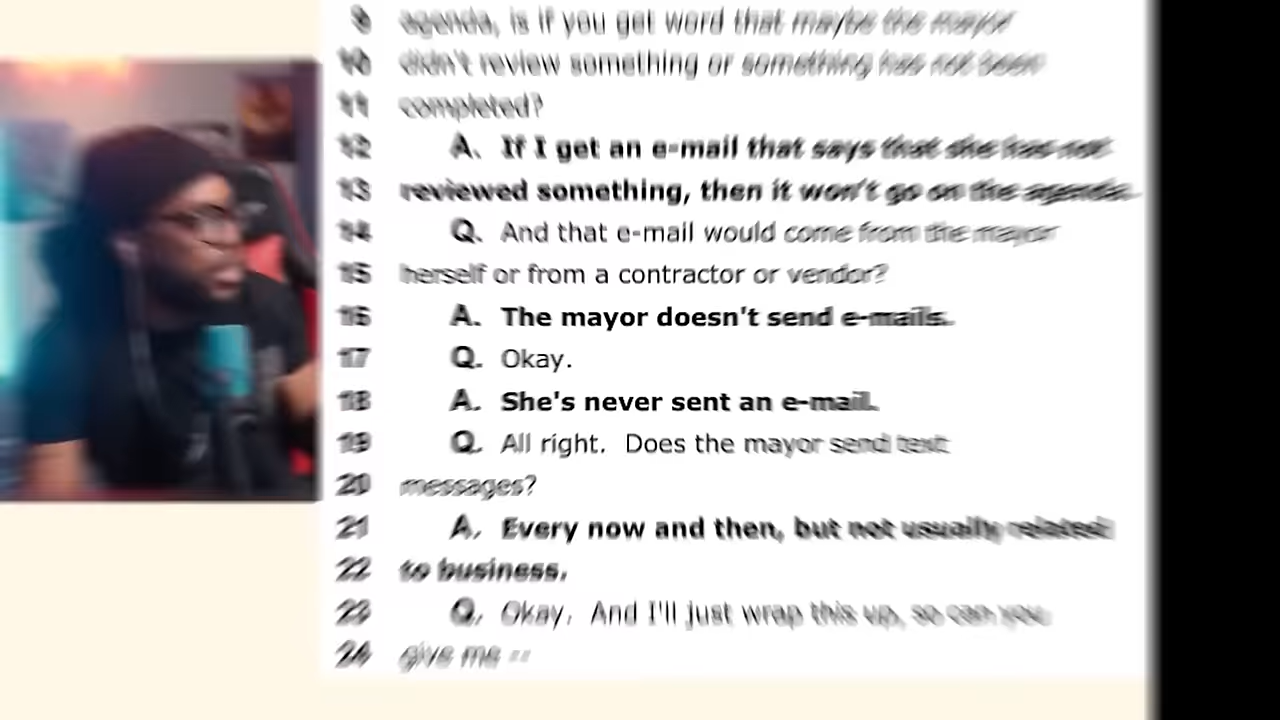 9 agenda, is if you get word that maybe the mayor
10 didn't review something or something has not been
11 completed?
12 A. If I get an e-mail that says that she has not
13 reviewed something, then it won't go on the agenda.
14 Q. And that e-mail would come from the mayor
15 herself or from a contractor or vendor?
16 A. The mayor doesn't send e-mails.
17 Q. Okay.
18 A. She's never sent an e-mail.
19 Q. All right. Does the mayor send text
20 messages?
21 A. Every now and then, but not usually related
22 to business.
23 Q. Okay. And I'll just wrap this up, so can you
24 give me --